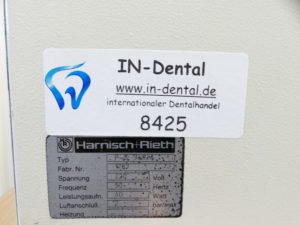 IN-Dental
www.in-dental.de
internationaler Dentalhandel
8425
Harnisch+Rieth
Typ
Fabr. Nr.
Spannung Volt
Frequenz Hertz
Leistungsaufn. Watt
Luftanschluß
Heizung